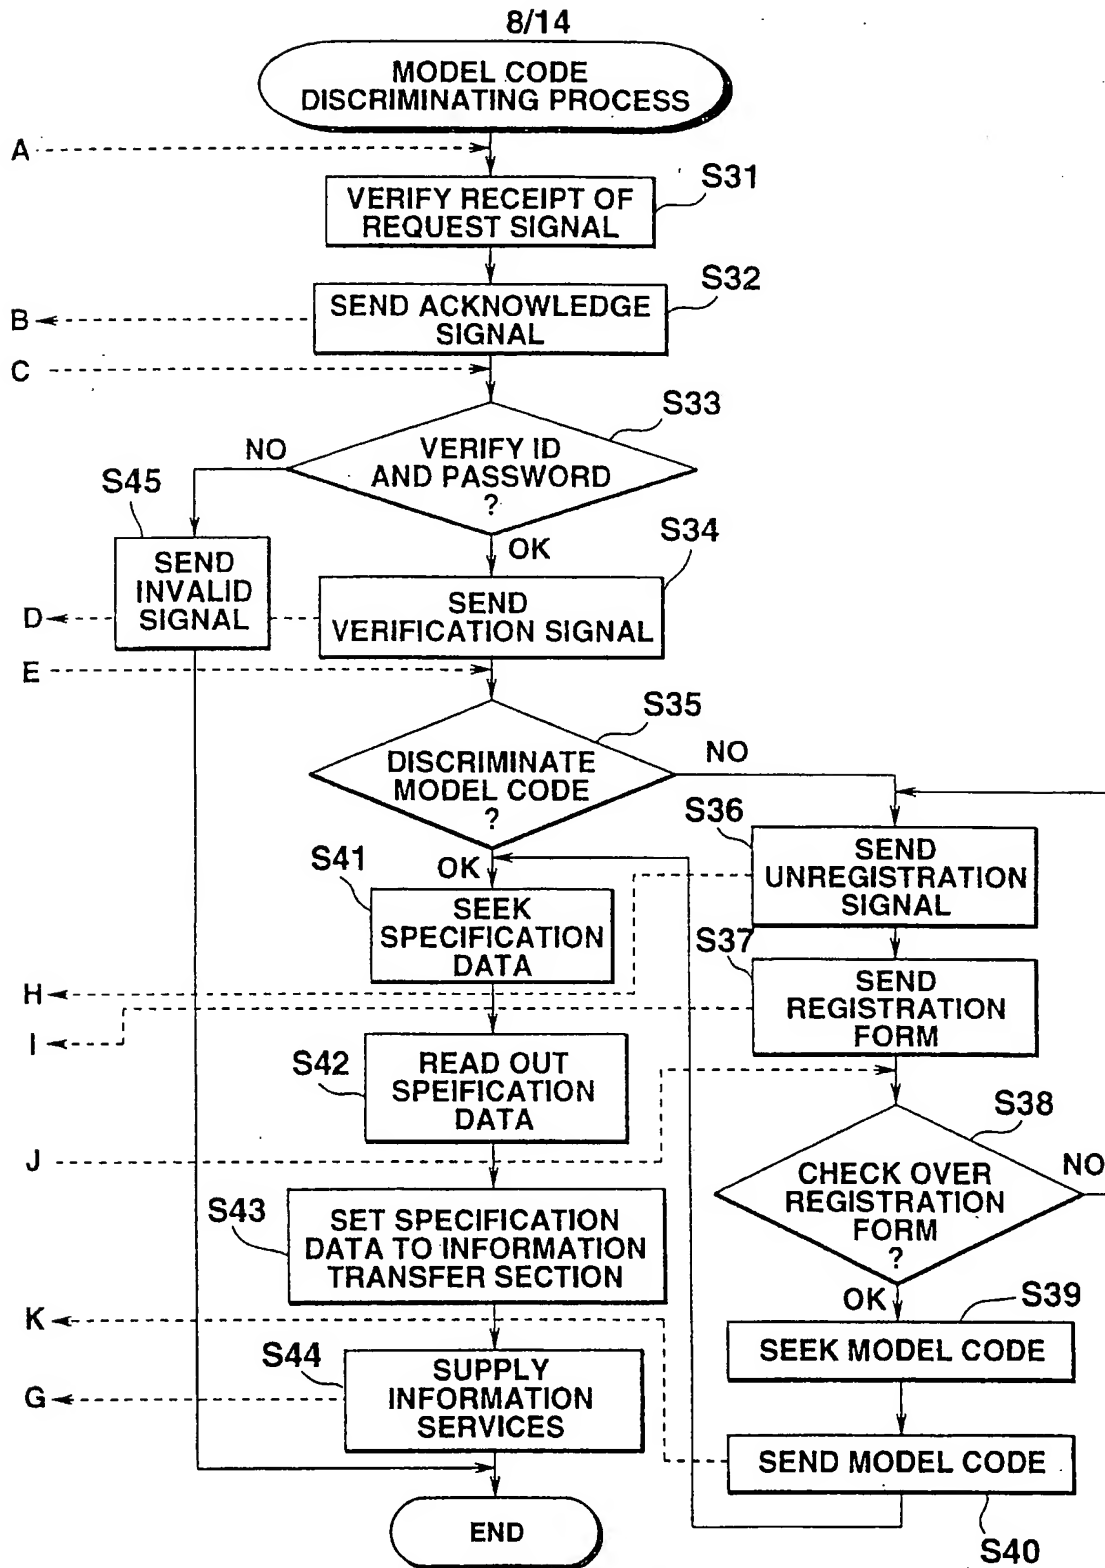 8/14
MODEL CODE
DISCRIMINATING PROCESS
A
S31
VERIFY RECEIPT OF
REQUEST SIGNAL
S32
SEND ACKNOWLEDGE
SIGNAL
B
C
S33
VERIFY ID
AND PASSWORD
?
NO
OK
S45
SEND
INVALID
SIGNAL
S34
SEND
VERIFICATION SIGNAL
D
E
S35
DISCRIMINATE
MODEL CODE
?
NO
OK
S36
SEND
UNREGISTRATION
SIGNAL
S41
SEEK
SPECIFICATION
DATA
S37
SEND
REGISTRATION
FORM
H
I
S42
READ OUT
SPEIFICATION
DATA
J
S38
CHECK OVER
REGISTRATION
FORM
?
NO
OK
S43
SET SPECIFICATION
DATA TO INFORMATION
TRANSFER SECTION
K
S39
SEEK MODEL CODE
S44
SUPPLY
INFORMATION
SERVICES
G
SEND MODEL CODE
S40
END